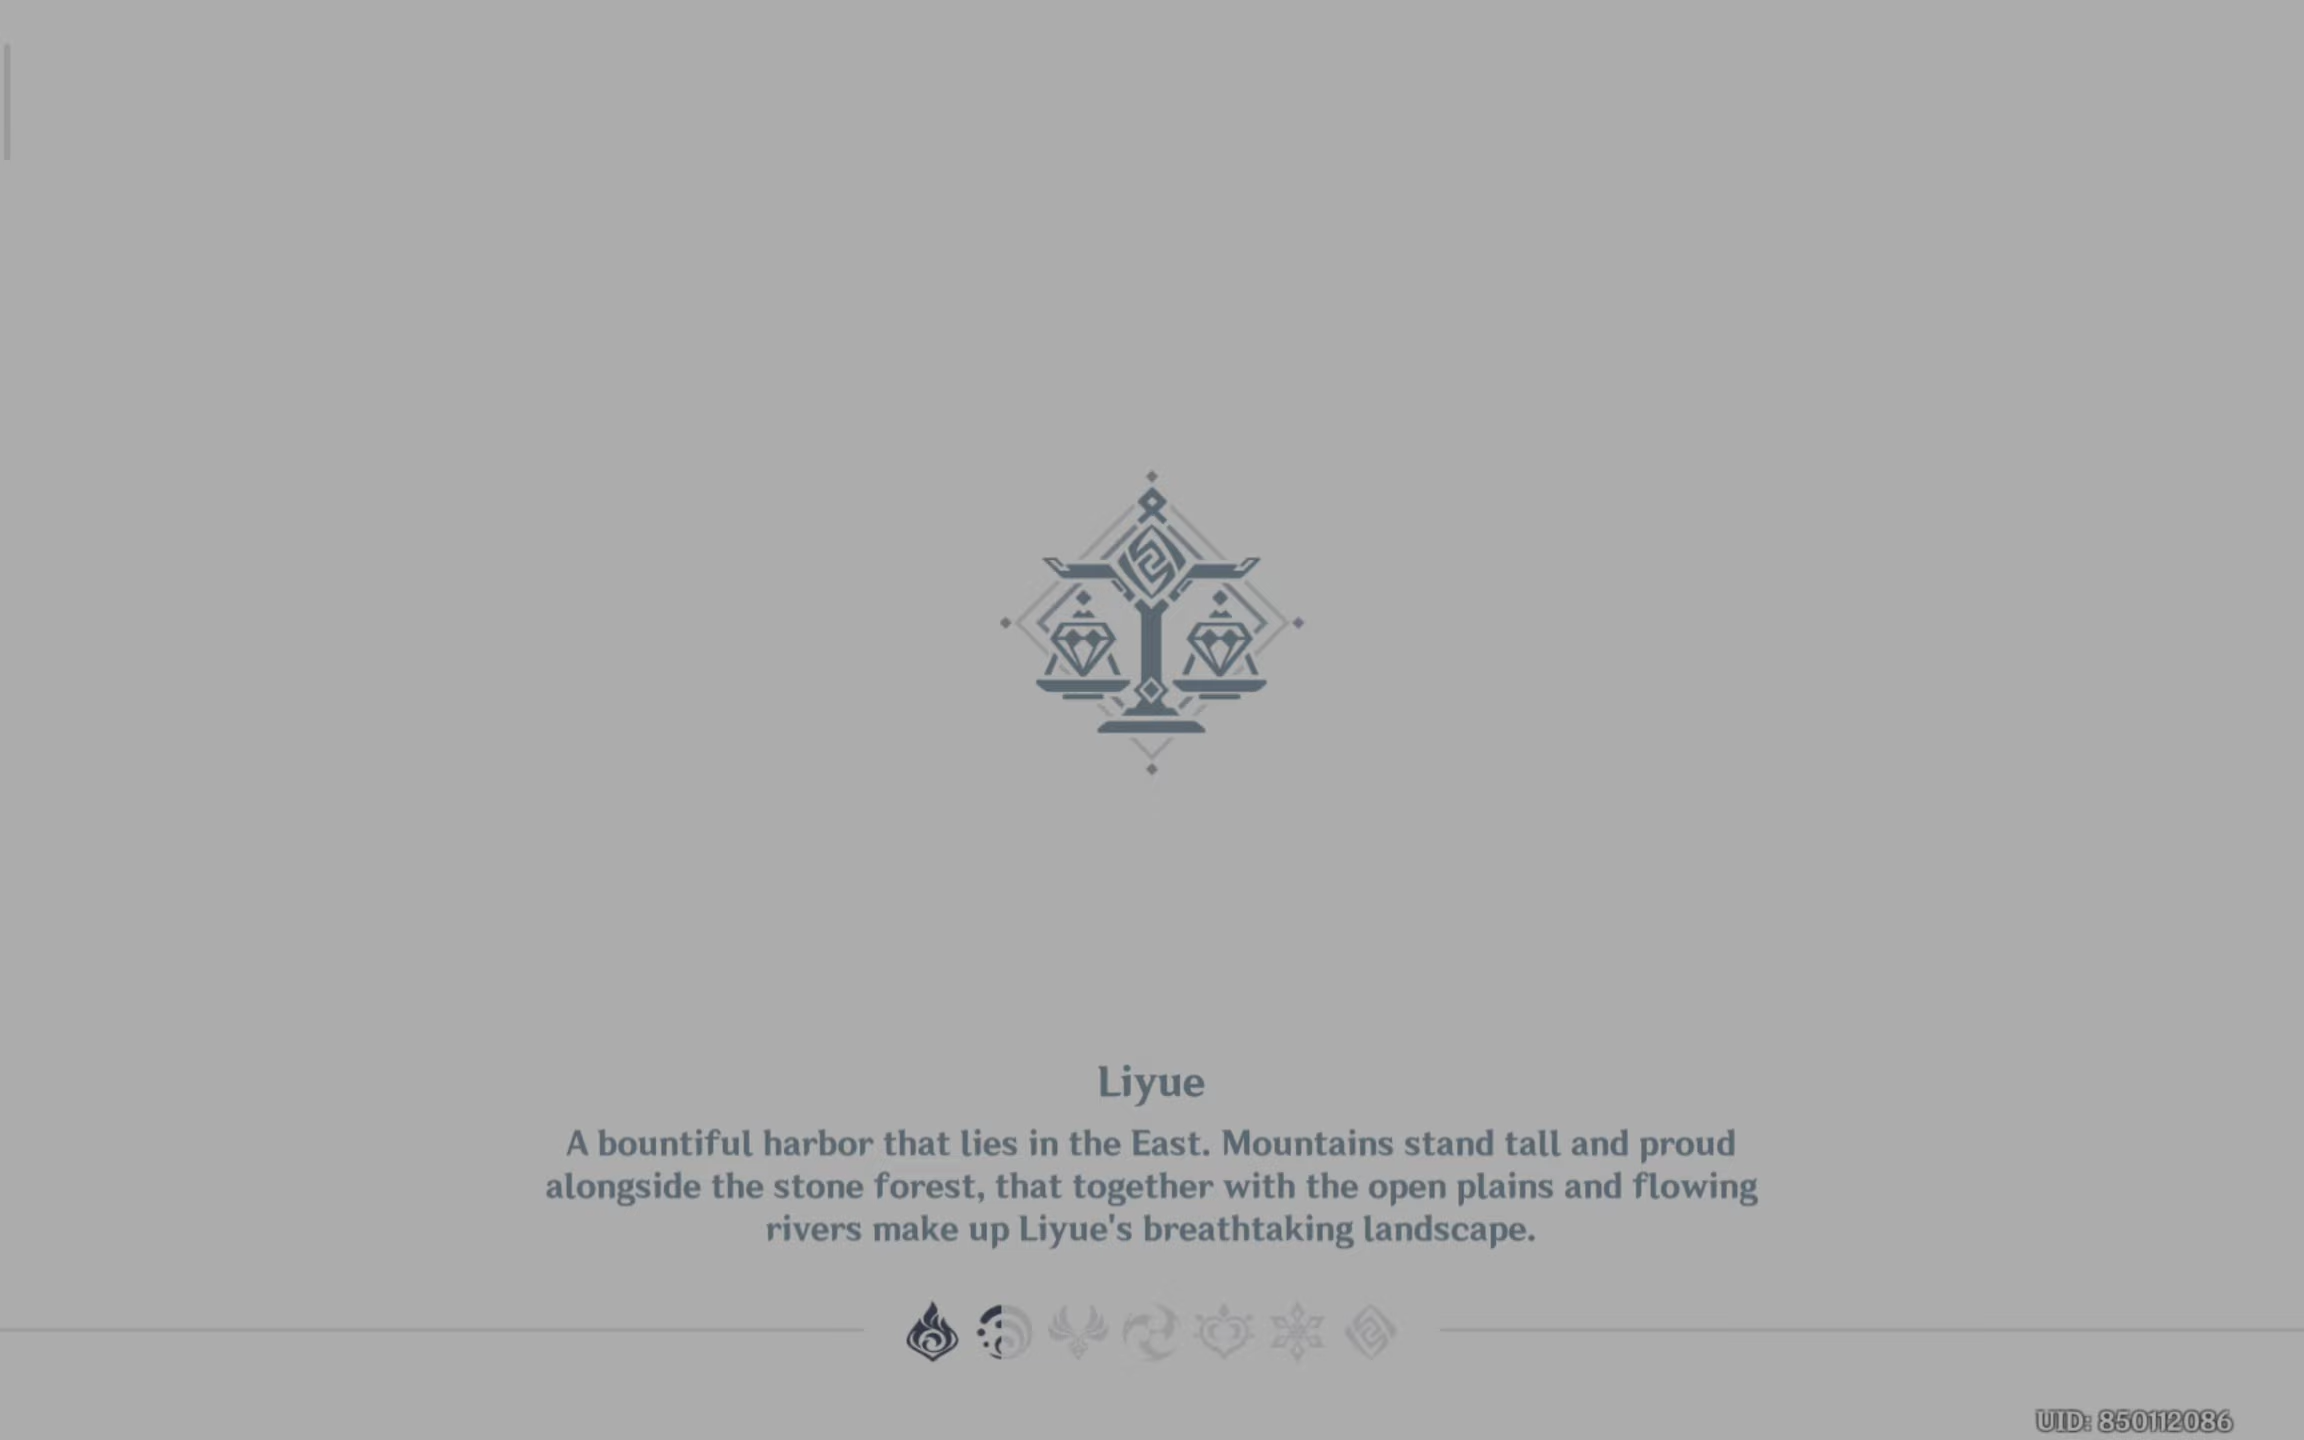 Liyue
A bountiful harbor that lies in the East. Mountains stand tall and proud
alongside the stone forest, that together with the open plains and flowing
rivers make up Liyue's breathtaking landscape.
UID: 850112086